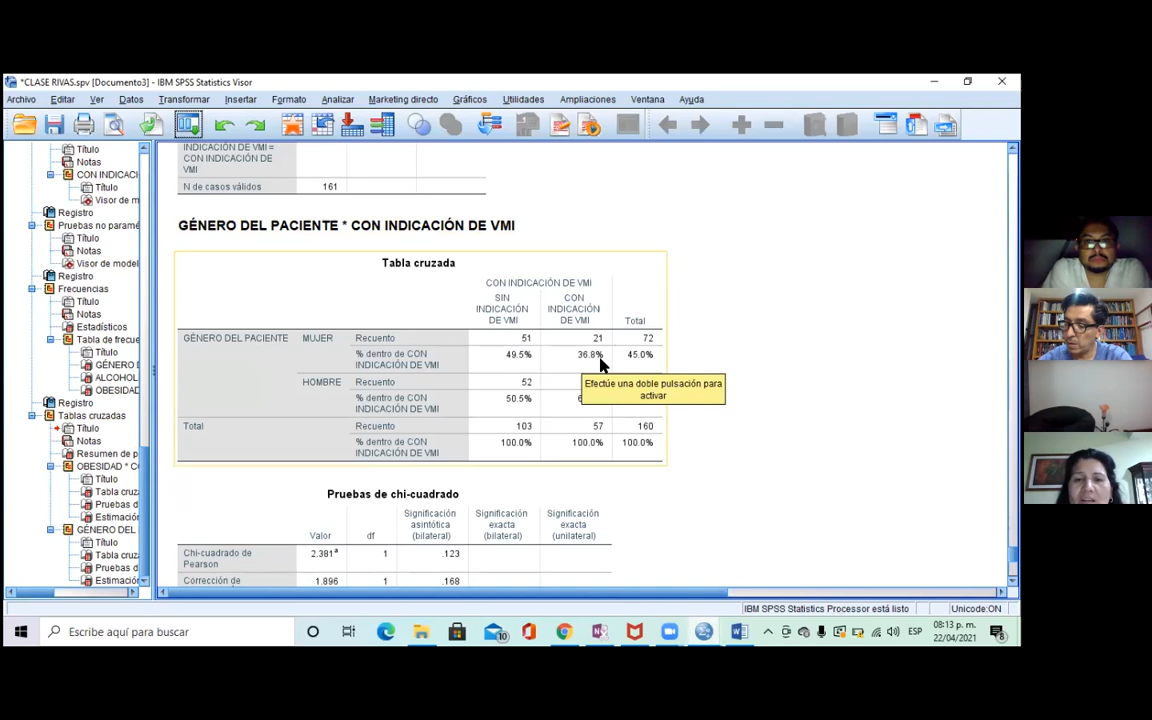 *CLASE RIVAS.spv [Documento3] - IBM SPSS Statistics Visor
Archivo Editar Ver Datos Transformar Insertar Formato Analizar Marketing directo Gráficos Utilidades Ampliaciones Ventana Ayuda
Título
Notas
CON INDICACI
Título
Visor de m
Registro
Pruebas no paramé
Título
Notas
Visor de model
Registro
Frecuencias
Título
Notas
Estadísticos
Tabla de frecue
Título
GÉNERO D
ALCOHOL
OBESIDAD
Registro
Tablas cruzadas
Título
Notas
Resumen de p
OBESIDAD * CO
Título
Tabla cruz
Pruebas d
Estimación
GÉNERO DEL
Título
Tabla cruz
Pruebas d
Estimación
INDICACIÓN DE VMI =
CON INDICACIÓN DE
VMI
N de casos válidos 161
GÉNERO DEL PACIENTE * CON INDICACIÓN DE VMI
Tabla cruzada
CON INDICACIÓN DE VMI
SIN INDICACIÓN DE VMI
CON INDICACIÓN DE VMI
Total
GÉNERO DEL PACIENTE MUJER Recuento 51 21 72
% dentro de CON INDICACIÓN DE VMI 49.5% 36.8% 45.0%
HOMBRE Recuento 52
% dentro de CON INDICACIÓN DE VMI 50.5%
Efectúe una doble pulsación para
activar
Total Recuento 103 57 160
% dentro de CON INDICACIÓN DE VMI 100.0% 100.0% 100.0%
Pruebas de chi-cuadrado
Valor
df
Significación asintótica (bilateral)
Significación exacta (bilateral)
Significación exacta (unilateral)
Chi-cuadrado de Pearson 2.381a 1 .123
Corrección de 1.896 1 .168
IBM SPSS Statistics Processor está listo
Unicode:ON
Escribe aquí para buscar
10
ESP
08:13 p. m.
22/04/2021
8